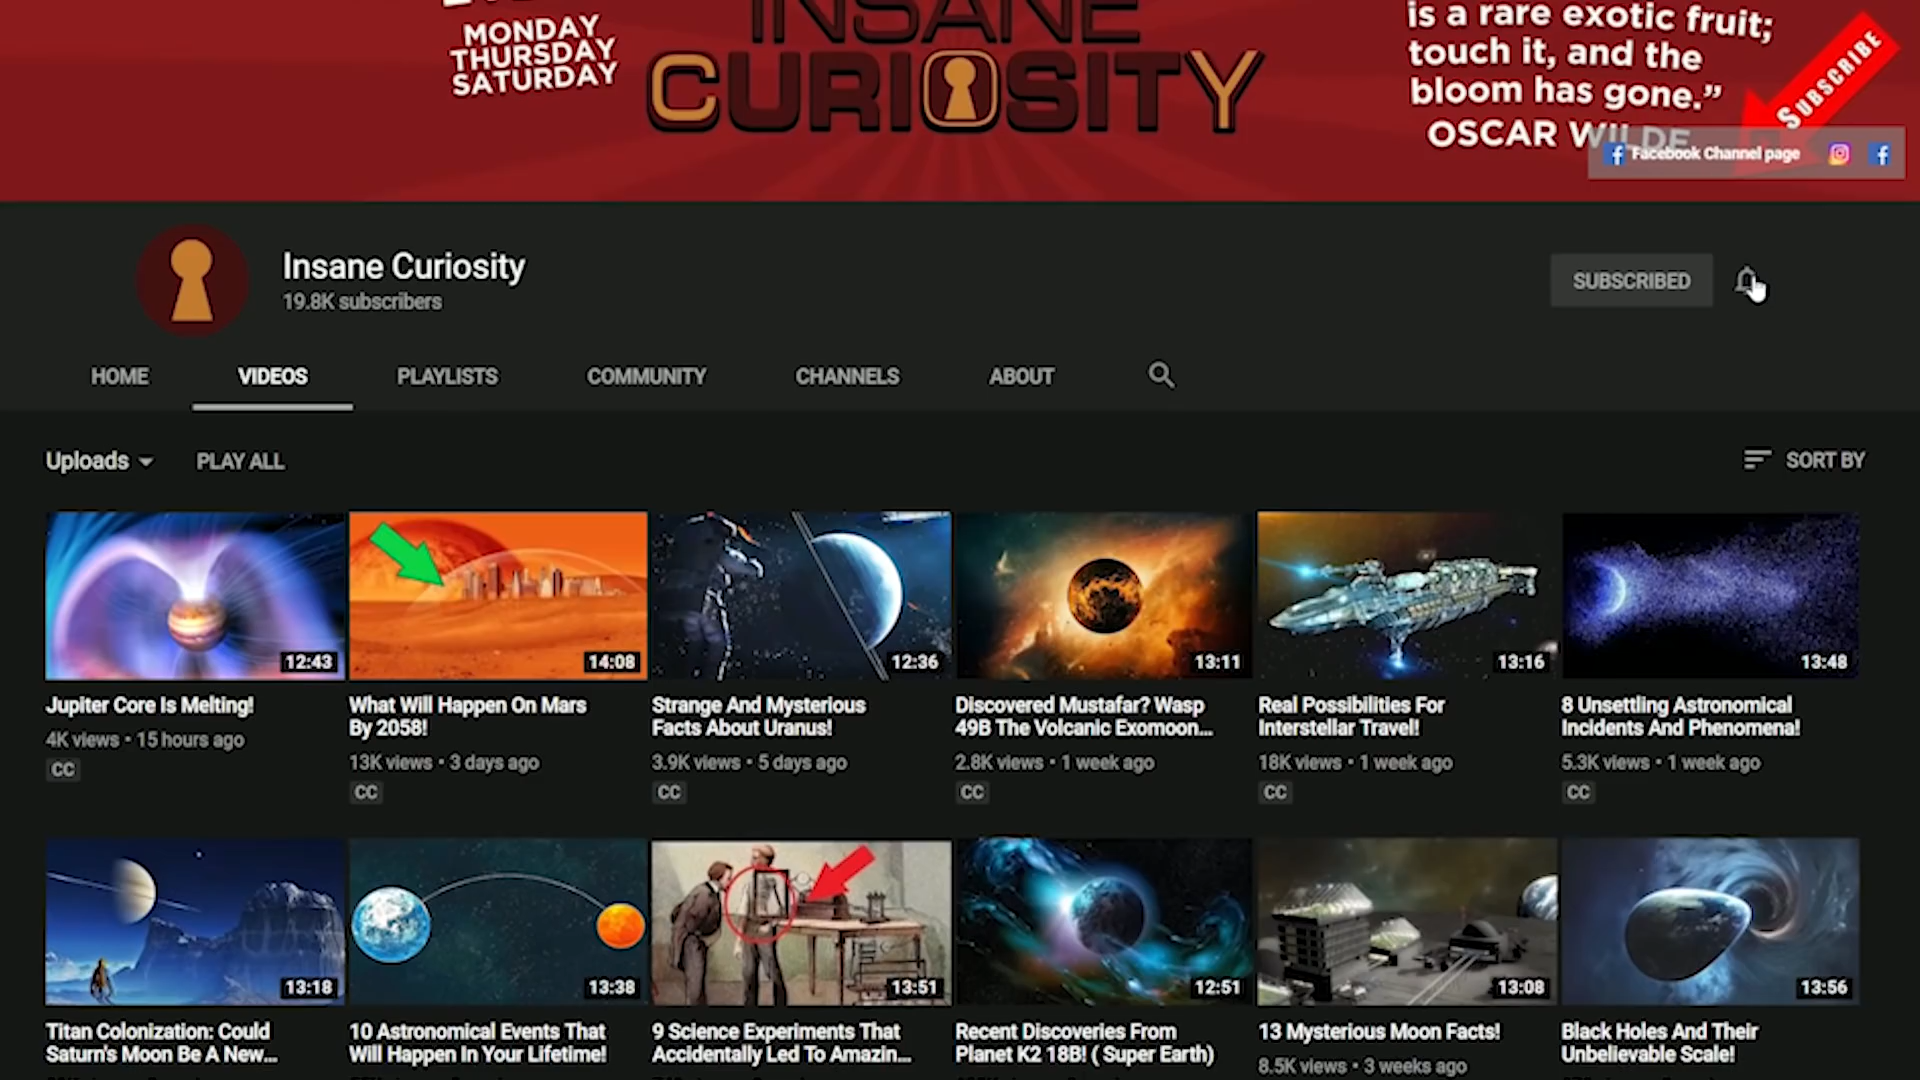 MONDAY
THURSDAY
SATURDAY
INSANE
CURIOSITY
is a rare exotic fruit;
touch it, and the
bloom has gone.”
OSCAR WILDE
SUBSCRIBE
Facebook Channel page
Insane Curiosity
19.8K subscribers
SUBSCRIBED
HOME
VIDEOS
PLAYLISTS
COMMUNITY
CHANNELS
ABOUT
Uploads
PLAY ALL
SORT BY
12:43
14:08
12:36
13:11
13:16
13:48
Jupiter Core Is Melting!
4K views • 15 hours ago
CC
What Will Happen On Mars
By 2058!
13K views • 3 days ago
CC
Strange And Mysterious
Facts About Uranus!
3.9K views • 5 days ago
CC
Discovered Mustafar? Wasp
49B The Volcanic Exomoon...
2.8K views • 1 week ago
CC
Real Possibilities For
Interstellar Travel!
18K views • 1 week ago
CC
8 Unsettling Astronomical
Incidents And Phenomena!
5.3K views • 1 week ago
CC
13:18
13:38
13:51
12:51
13:08
13:56
Titan Colonization: Could
Saturn's Moon Be A New...
10 Astronomical Events That
Will Happen In Your Lifetime!
9 Science Experiments That
Accidentally Led To Amazin...
Recent Discoveries From
Planet K2 18B! ( Super Earth)
13 Mysterious Moon Facts!
8.5K views • 3 weeks ago
Black Holes And Their
Unbelievable Scale!